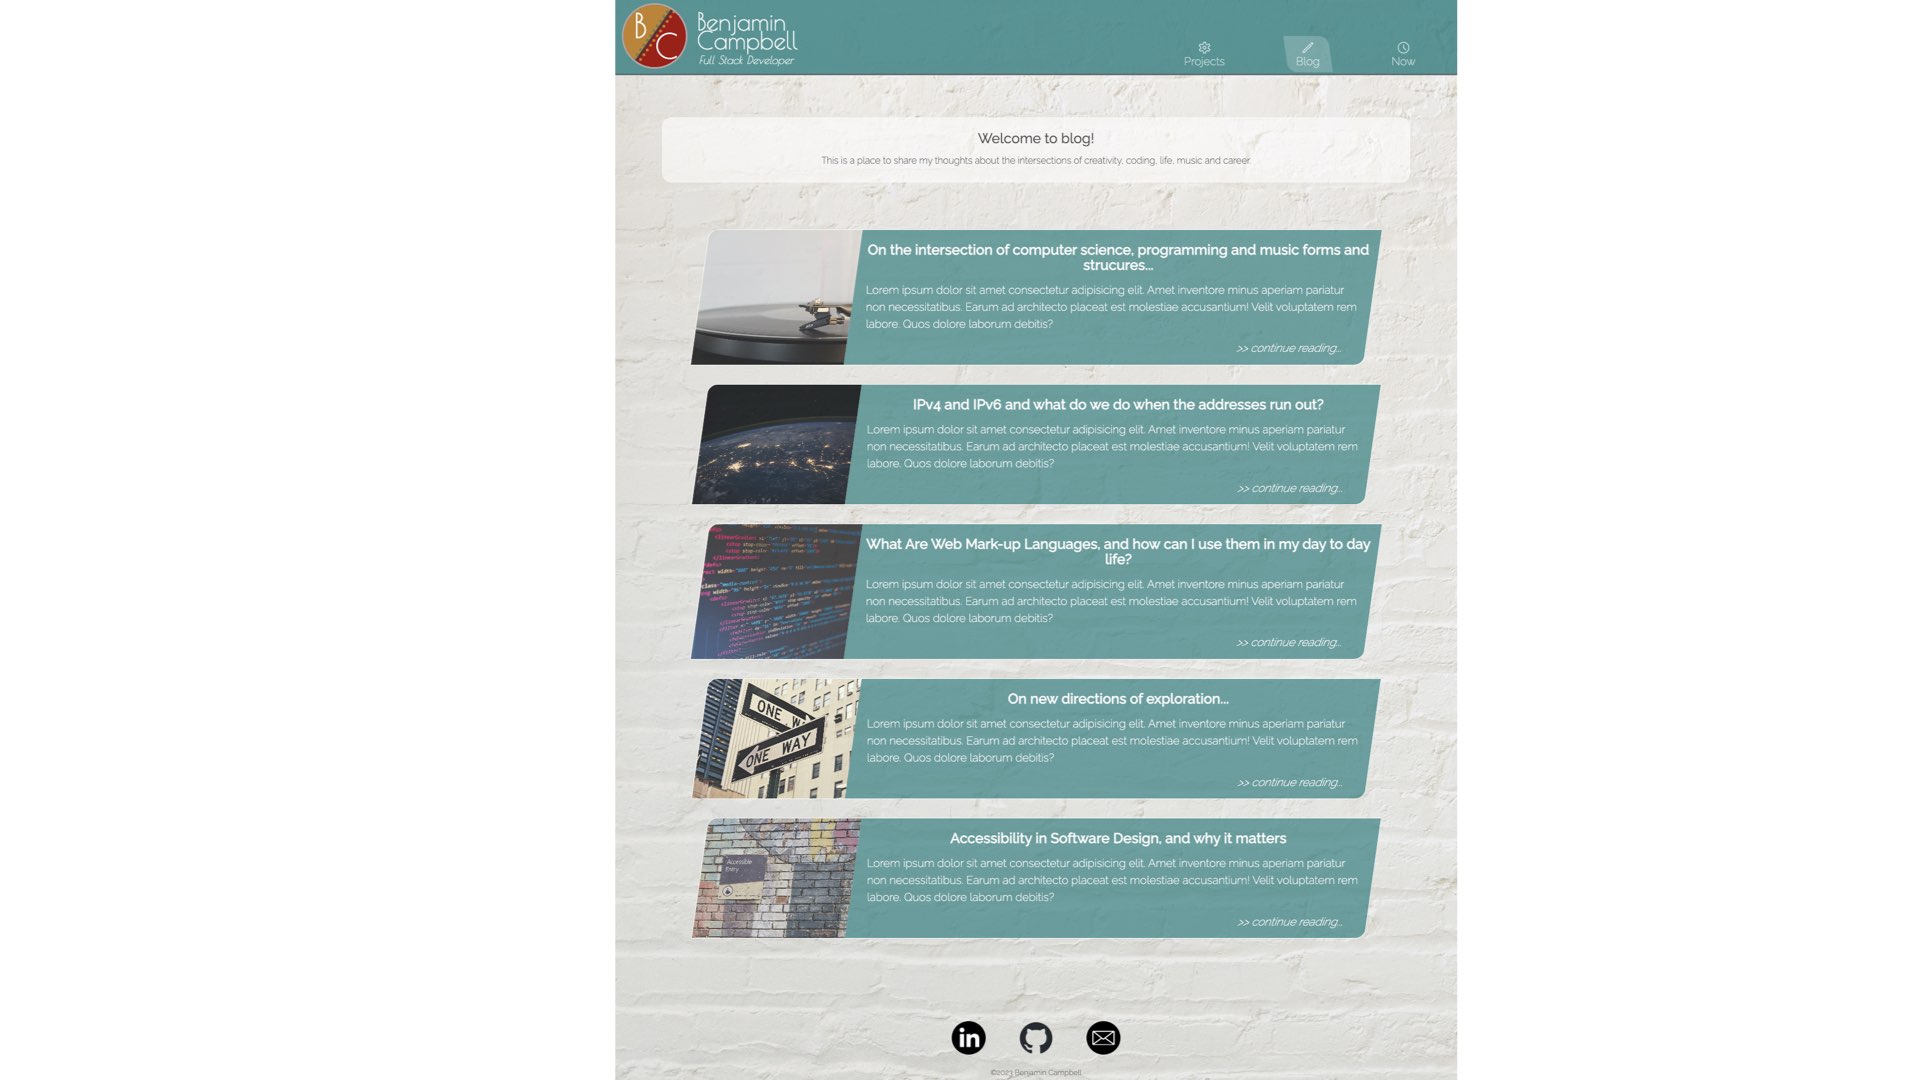 B
C
Benjamin
Campbell
Full Stack Developer
Projects
Blog
Now
Welcome to blog!
This is a place to share my thoughts about the intersections of creativity, coding, life, music and career.
On the intersection of computer science, programming and music forms and
strucures...
Lorem ipsum dolor sit amet consectetur adipisicing elit. Amet inventore minus aperiam pariatur
non necessitatibus. Earum ad architecto placeat est molestiae accusantium! Velit voluptatem rem
labore. Quos dolore laborum debitis?
>> continue reading...
IPv4 and IPv6 and what do we do when the addresses run out?
Lorem ipsum dolor sit amet consectetur adipisicing elit. Amet inventore minus aperiam pariatur
non necessitatibus. Earum ad architecto placeat est molestiae accusantium! Velit voluptatem rem
labore. Quos dolore laborum debitis?
>> continue reading...
What Are Web Mark-up Languages, and how can I use them in my day to day
life?
Lorem ipsum dolor sit amet consectetur adipisicing elit. Amet inventore minus aperiam pariatur
non necessitatibus. Earum ad architecto placeat est molestiae accusantium! Velit voluptatem rem
labore. Quos dolore laborum debitis?
>> continue reading...
ONE
ONE WAY
On new directions of exploration...
Lorem ipsum dolor sit amet consectetur adipisicing elit. Amet inventore minus aperiam pariatur
non necessitatibus. Earum ad architecto placeat est molestiae accusantium! Velit voluptatem rem
labore. Quos dolore laborum debitis?
>> continue reading...
Accessible
Entry
Accessibility in Software Design, and why it matters
Lorem ipsum dolor sit amet consectetur adipisicing elit. Amet inventore minus aperiam pariatur
non necessitatibus. Earum ad architecto placeat est molestiae accusantium! Velit voluptatem rem
labore. Quos dolore laborum debitis?
>> continue reading...
in
©2023 Benjamin Campbell